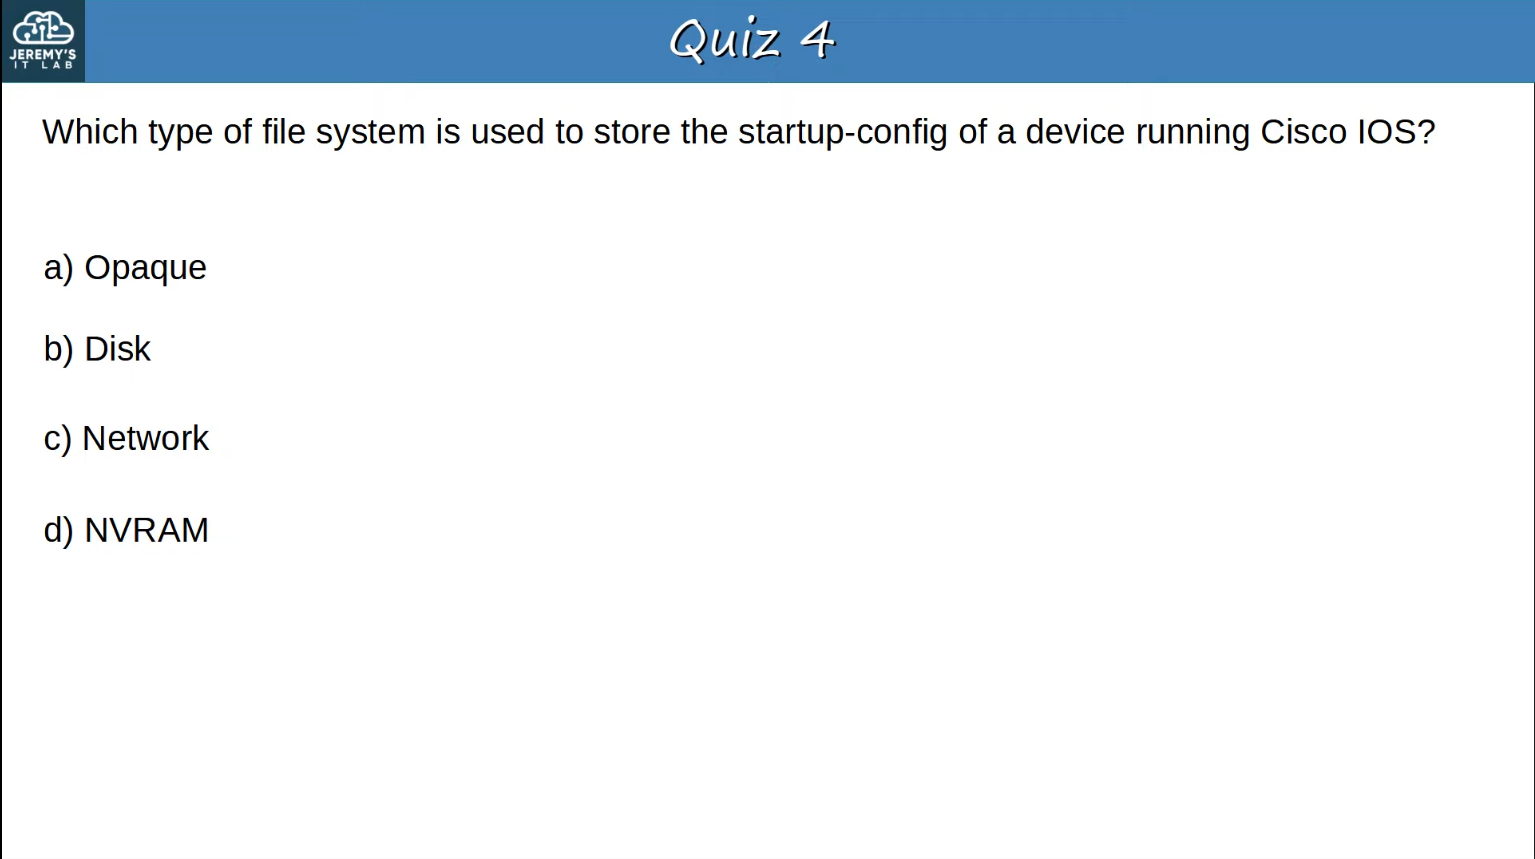 JEREMY'S
IT LAB
Quiz 4
Which type of file system is used to store the startup-config of a device running Cisco IOS?
a) Opaque
b) Disk
c) Network
d) NVRAM